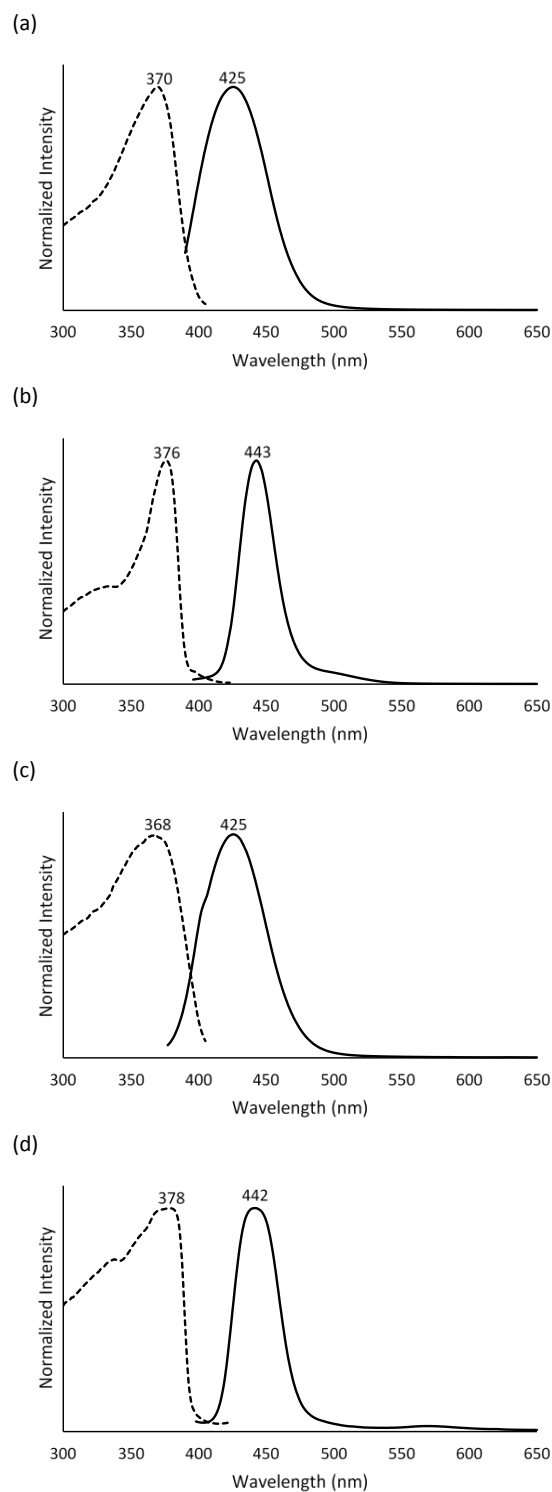 (a)
370 425
Normalized Intensity
300 350 400 450 500 550 600 650
Wavelength (nm)
(b)
376 443
Normalized Intensity
300 350 400 450 500 550 600 650
Wavelength (nm)
(c)
368 425
Normalized Intensity
300 350 400 450 500 550 600 650
Wavelength (nm)
(d)
378 442
Normalized Intensity
300 350 400 450 500 550 600 650
Wavelength (nm)